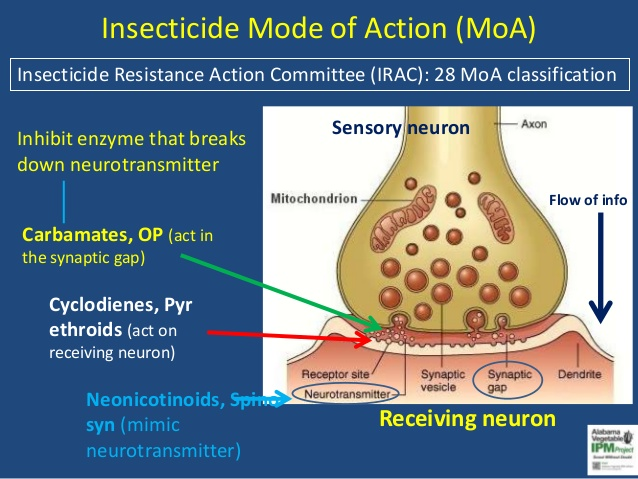 Insecticide Mode of Action (MoA)
Insecticide Resistance Action Committee (IRAC): 28 MoA classification
Inhibit enzyme that breaks
down neurotransmitter
Carbamates, OP (act in
the synaptic gap)
Cyclodienes, Pyr
ethroids (act on
receiving neuron)
Neonicotinoids, Spino
syn (mimic
neurotransmitter)
Sensory neuron
Axon
Mitochondrion
Flow of info
Receptor site
Neurotransmitter
Synaptic
vesicle
Synaptic
gap
Dendrite
Receiving neuron
Alabama
Vegetable
IPM Project